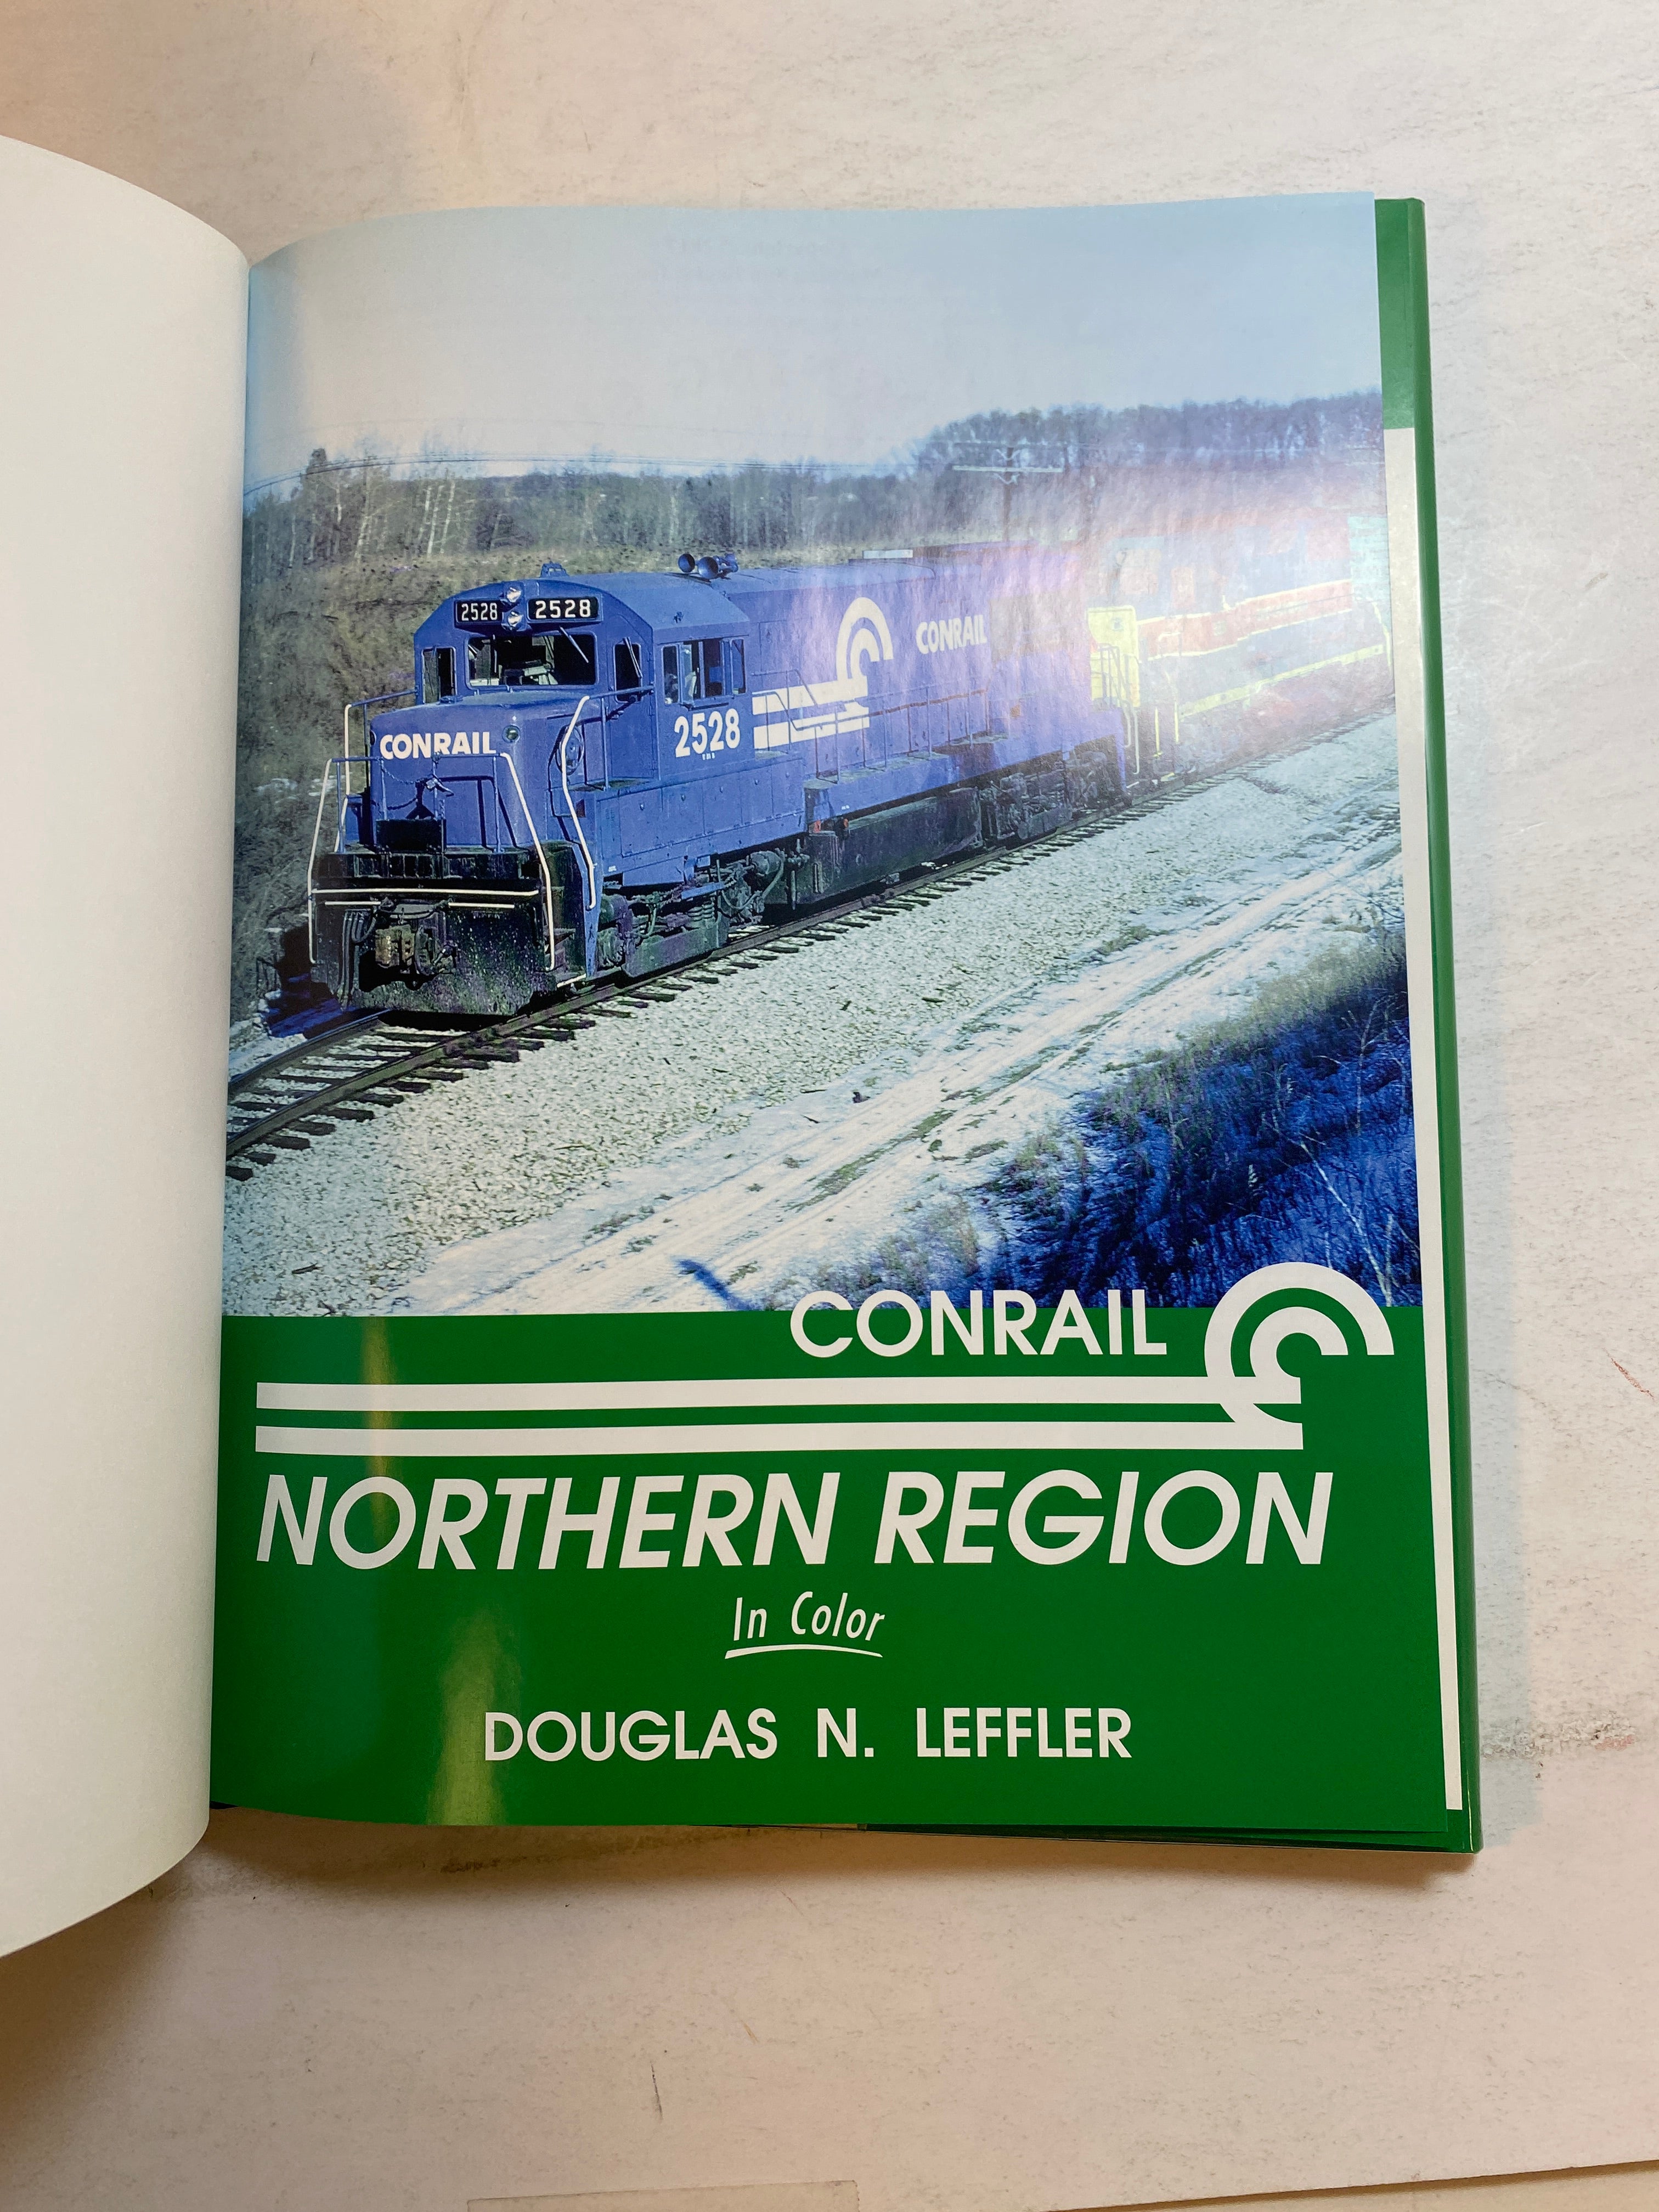 2528 2528
CONRAIL
2528
CONRAIL
CONRAIL
NORTHERN REGION
In Color
DOUGLAS N. LEFFLER